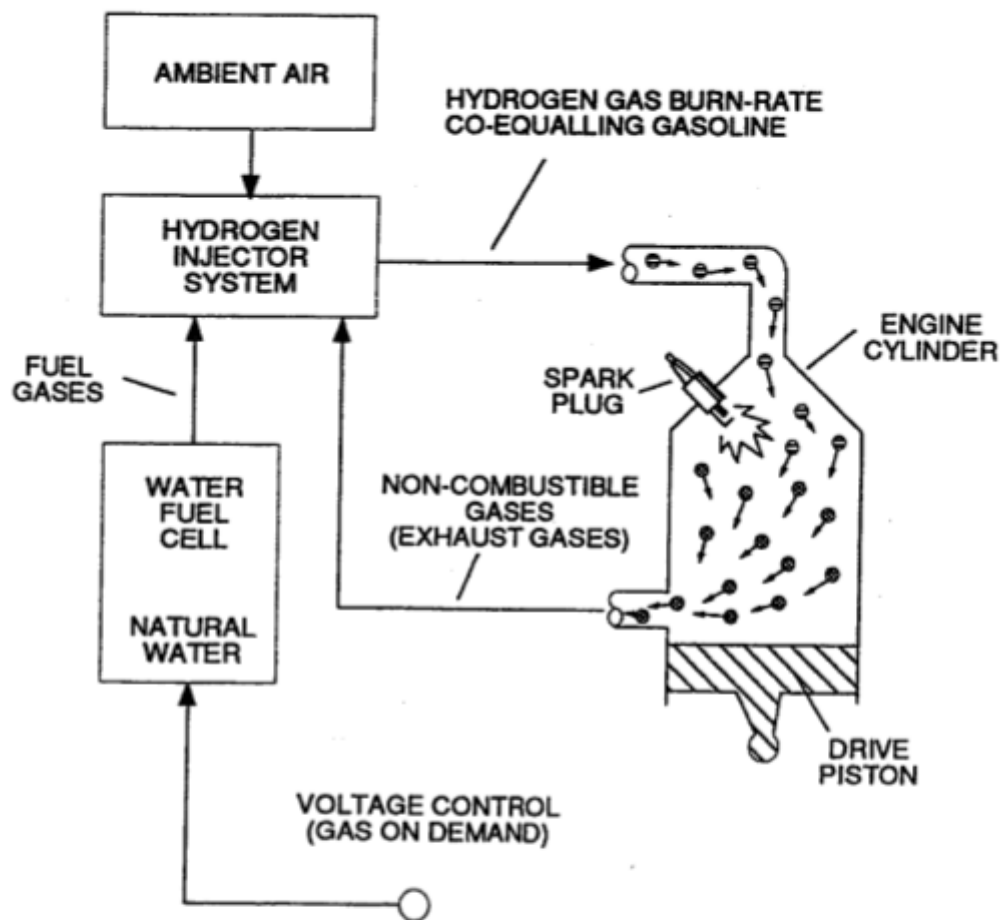 AMBIENT AIR
HYDROGEN GAS BURN-RATE
CO-EQUALLING GASOLINE
HYDROGEN
INJECTOR
SYSTEM
ENGINE
CYLINDER
FUEL
GASES
SPARK
PLUG
WATER
FUEL
CELL
NATURAL
WATER
NON-COMBUSTIBLE
GASES
(EXHAUST GASES)
DRIVE
PISTON
VOLTAGE CONTROL
(GAS ON DEMAND)